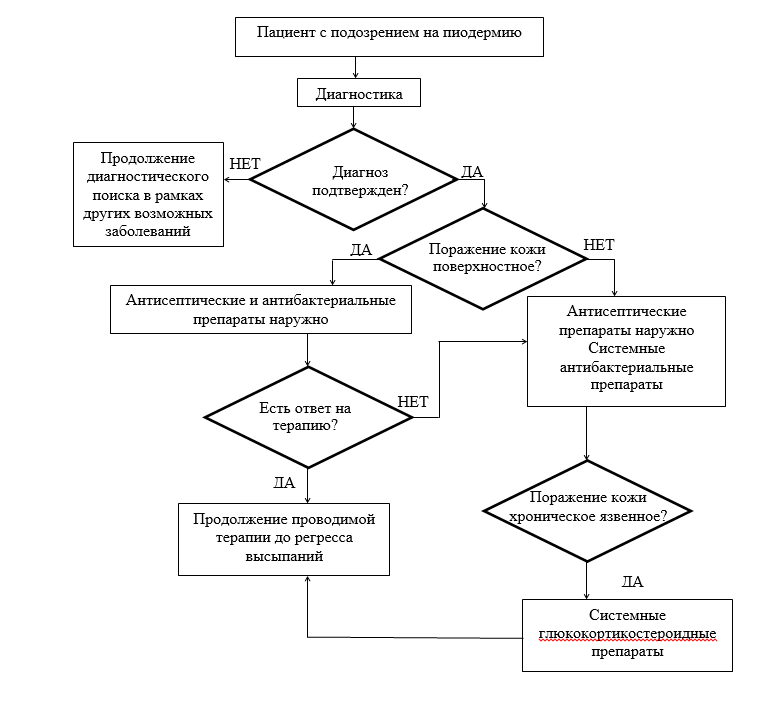 Пациент с подозрением на пиодермию
Диагностика
Диагноз
подтвержден?
НЕТ
ДА
Продолжение
диагностического
поиска в рамках
других возможных
заболеваний
Поражение кожи
поверхностное?
ДА
НЕТ
Антисептические и антибактериальные
препараты наружно
Антисептические
препараты наружно
Системные
антибактериальные
препараты
Есть ответ на
терапию?
НЕТ
ДА
Продолжение проводимой
терапии до регресса
высыпаний
Поражение кожи
хроническое язвенное?
ДА
Системные
глюкокортикостероидные
препараты